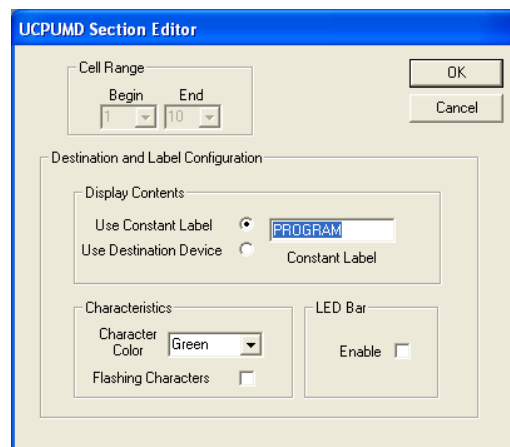 UCPUMD Section Editor
Cell Range
Begin End
1 10
OK
Cancel
Destination and Label Configuration
Display Contents
Use Constant Label
PROGRAM
Use Destination Device
Constant Label
Characteristics
Character Color
Green
Flashing Characters
LED Bar
Enable